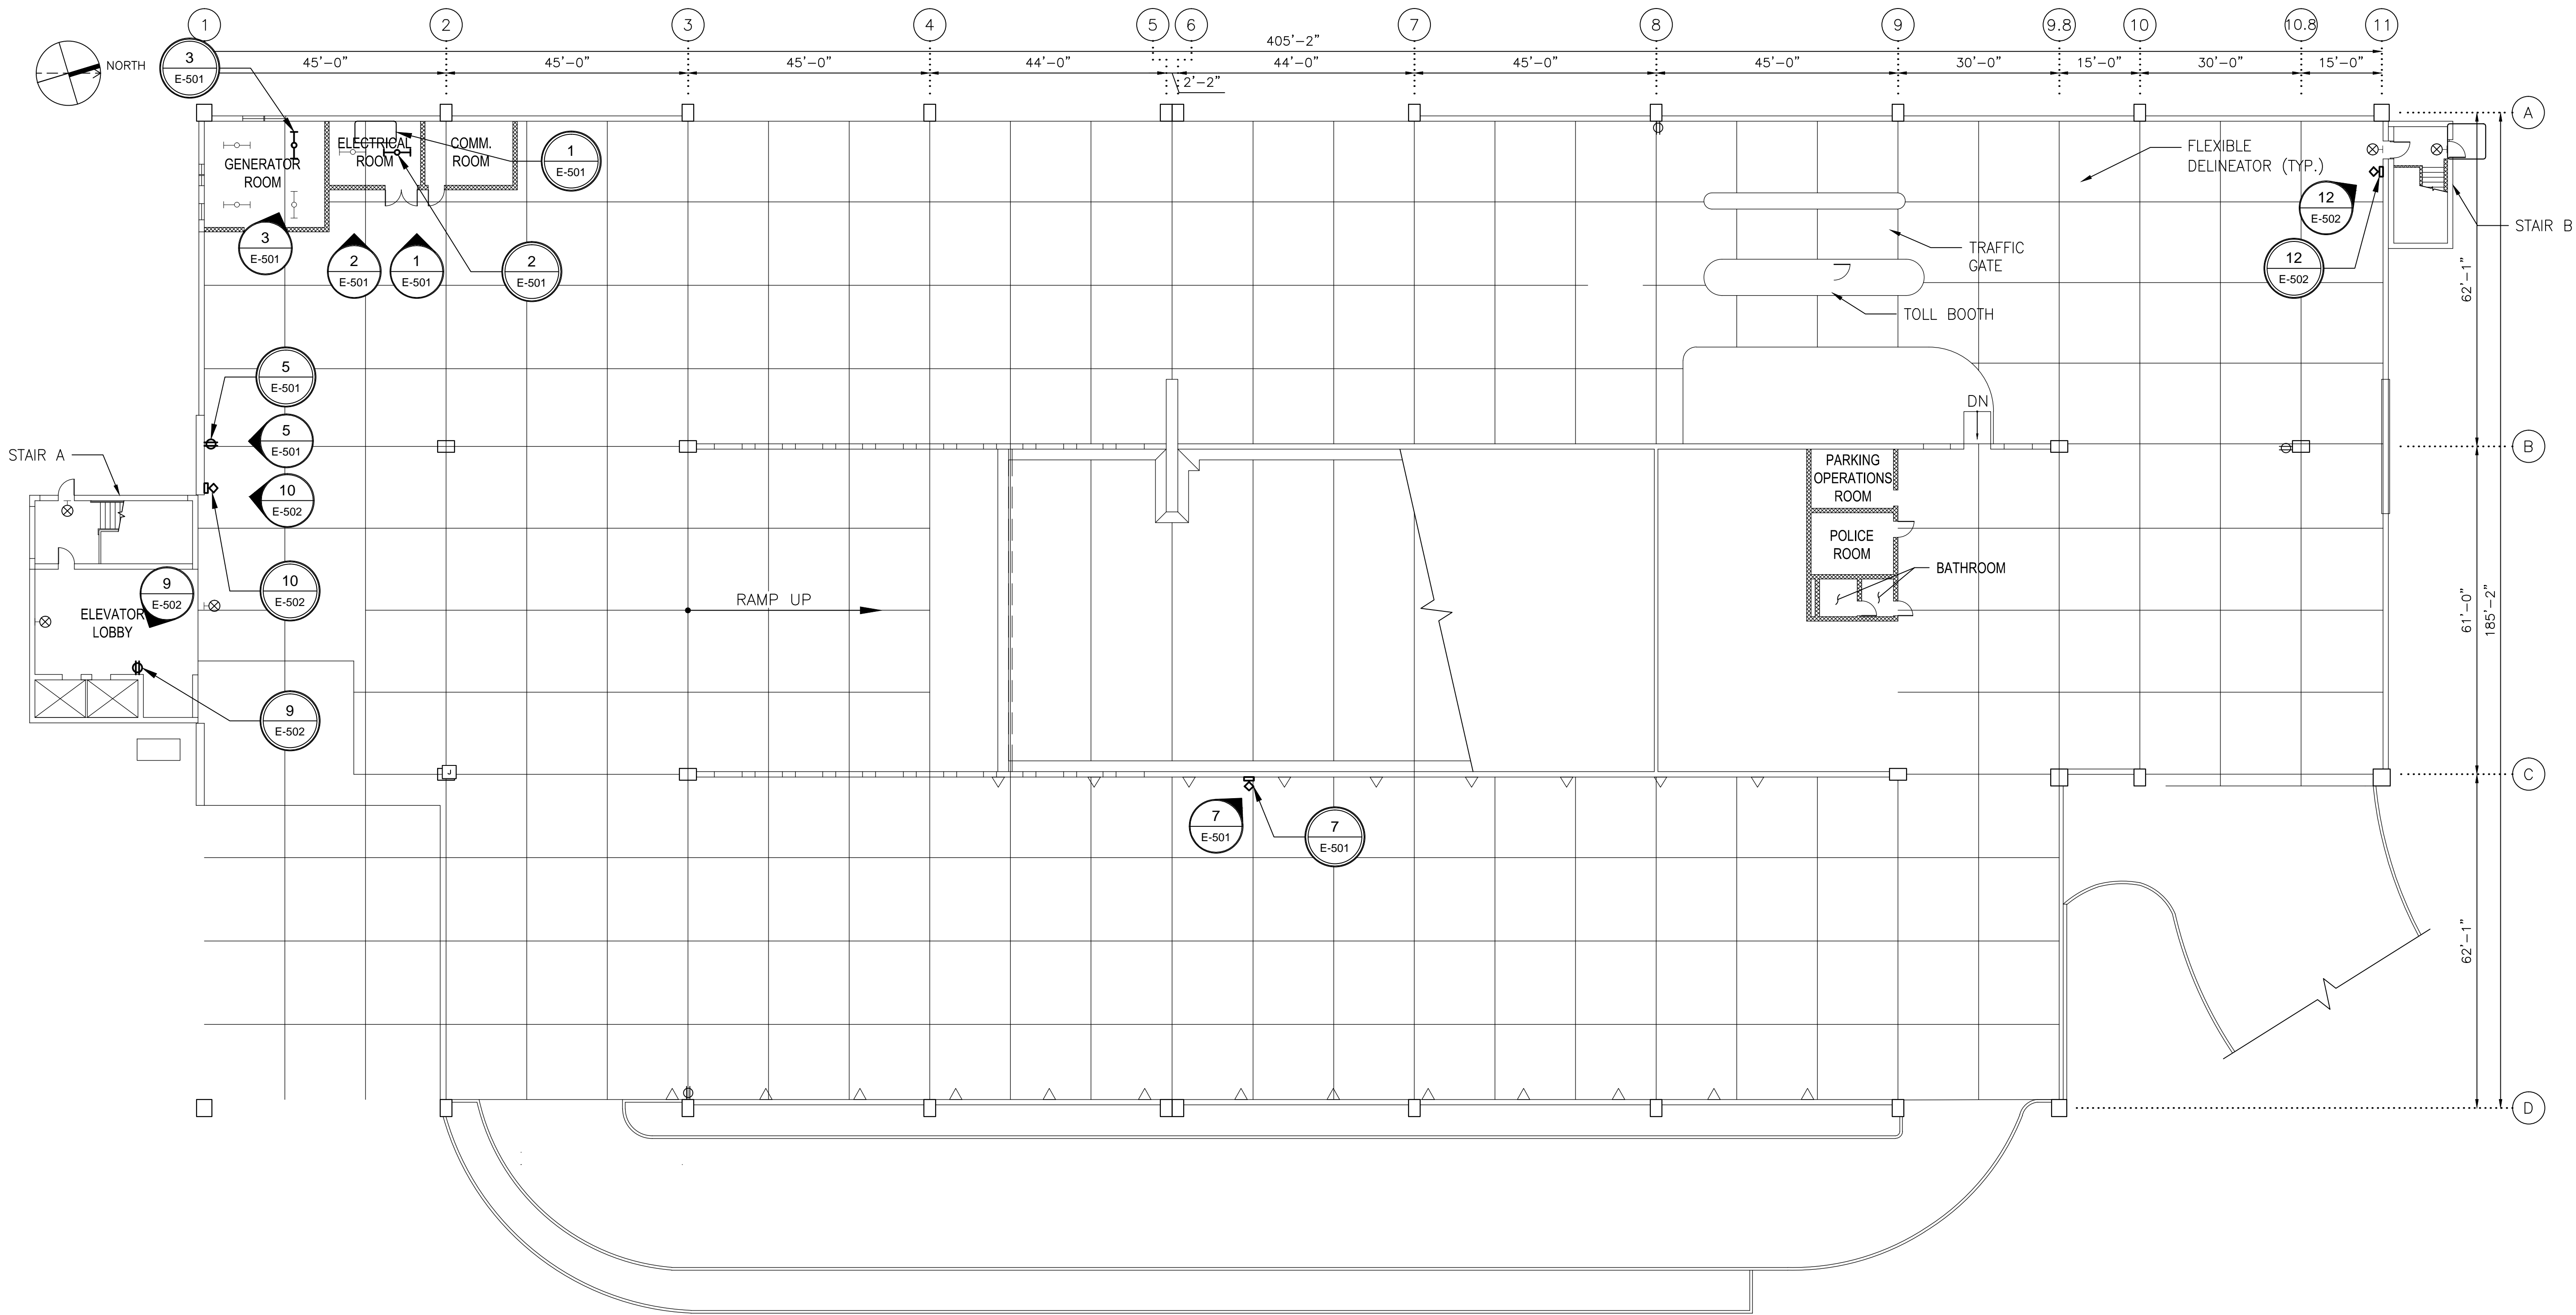 1 2 3 4 5 6 7 8 9 9.8 10 10.8 11
405'-2"
45'-0" 45'-0" 45'-0" 44'-0" 44'-0" 45'-0" 45'-0" 30'-0" 15'-0" 30'-0" 15'-0"
2'-2"
NORTH
3
E-501
A
GENERATOR
ROOM
ELECTRICAL
ROOM
COMM.
ROOM
1
E-501
FLEXIBLE
DELINEATOR (TYP.)
12
E-502
STAIR B
3
E-501
2
E-501
1
E-501
2
E-501
TRAFFIC
GATE
12
E-502
62'-1"
TOLL BOOTH
5
E-501
DN
5
E-501
B
STAIR A
10
E-502
PARKING
OPERATIONS
ROOM
POLICE
ROOM
BATHROOM
9
E-502
10
E-502
RAMP UP
ELEVATOR
LOBBY
61'-0"
185'-2"
9
E-502
J
C
7
E-501
7
E-501
62'-1"
D